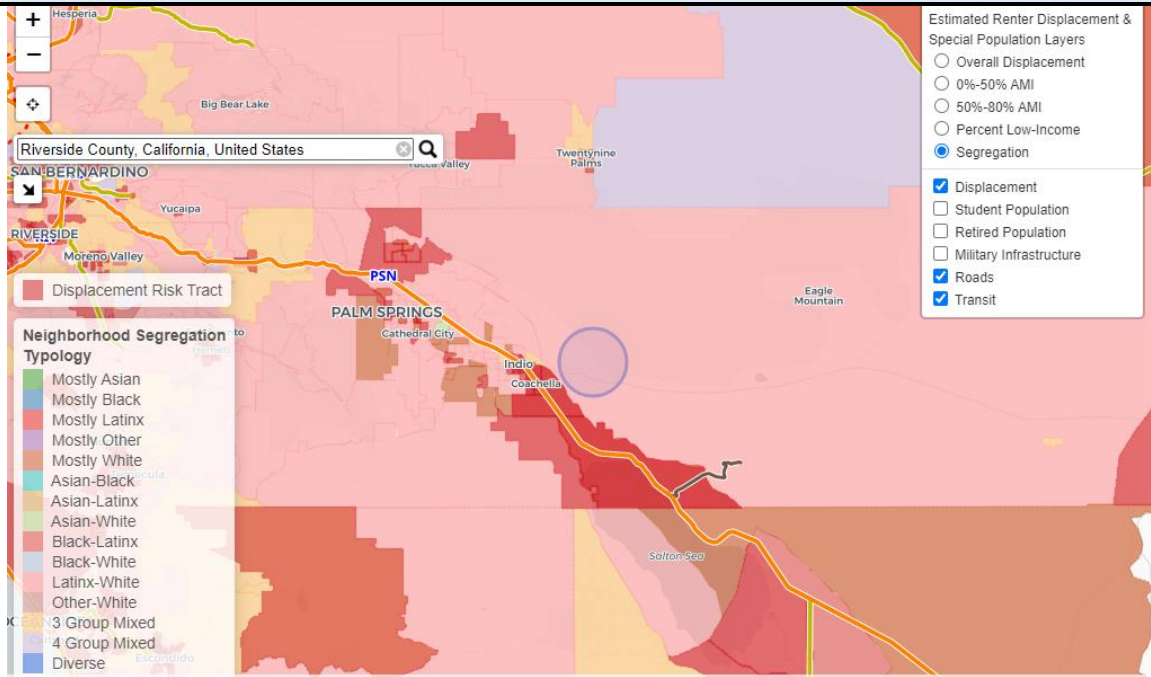 +
Hesperia
−
Big Bear Lake
Riverside County, California, United States
Yucca Valley
Twentynine
Palms
SAN BERNARDINO
Yucaipa
RIVERSIDE
Moreno Valley
PSN
Eagle
Mountain
Displacement Risk Tract
PALM SPRINGS
Cathedral City
Indio
Coachella
Salton Sea
Neighborhood Segregation
Typology
Mostly Asian
Mostly Black
Mostly Latinx
Mostly Other
Mostly White
Asian-Black
Asian-Latinx
Asian-White
Black-Latinx
Black-White
Latinx-White
Other-White
3 Group Mixed
4 Group Mixed
Diverse
Hemet
Temecula
Escondido
Estimated Renter Displacement &
Special Population Layers
Overall Displacement
0%-50% AMI
50%-80% AMI
Percent Low-Income
Segregation
Displacement
Student Population
Retired Population
Military Infrastructure
Roads
Transit